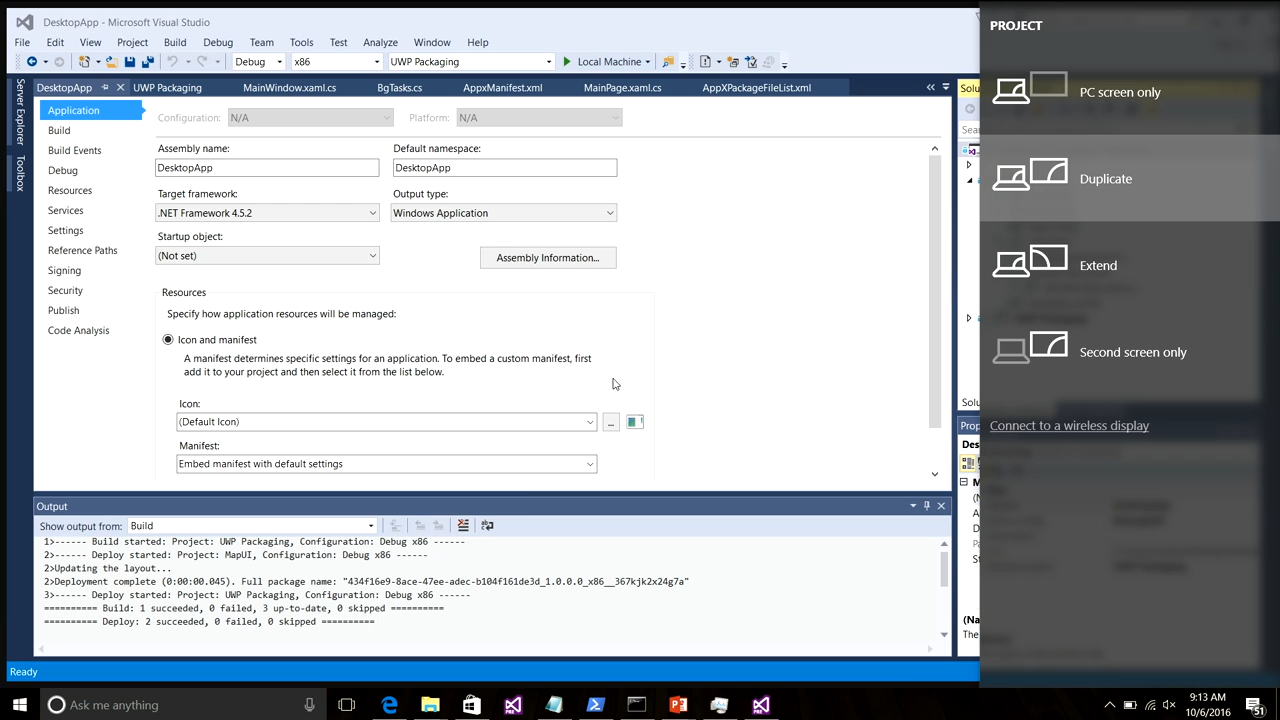 DesktopApp - Microsoft Visual Studio
File Edit View Project Build Debug Team Tools Test Analyze Window Help
Debug x86 UWP Packaging Local Machine
Server Explorer
Toolbox
DesktopApp UWP Packaging MainWindow.xaml.cs BgTasks.cs AppxManifest.xml MainPage.xaml.cs AppXPackageFileList.xml
Application
Build
Build Events
Debug
Resources
Services
Settings
Reference Paths
Signing
Security
Publish
Code Analysis
Configuration: N/A Platform: N/A
Assembly name: Default namespace:
DesktopApp DesktopApp
Target framework: Output type:
.NET Framework 4.5.2 Windows Application
Startup object:
(Not set) Assembly Information...
Resources
Specify how application resources will be managed:
Icon and manifest
A manifest determines specific settings for an application. To embed a custom manifest, first
add it to your project and then select it from the list below.
Icon:
(Default Icon) ...
Manifest:
Embed manifest with default settings
Output
Show output from: Build
1>------ Build started: Project: UWP Packaging, Configuration: Debug x86 ------
2>------ Deploy started: Project: MapUI, Configuration: Debug x86 ------
2>Updating the layout...
2>Deployment complete (0:00:00.045). Full package name: "434f16e9-8ace-47ee-adec-b104f161de3d_1.0.0.0_x86__367kjk2x24g7a"
3>------ Deploy started: Project: UWP Packaging, Configuration: Debug x86 ------
========== Build: 1 succeeded, 0 failed, 3 up-to-date, 0 skipped ==========
========== Deploy: 2 succeeded, 0 failed, 0 skipped ==========
Ready
Solu
Sear
Solu
Prop
Des
M
(N
A
D
Pa
St
(Na
The
PROJECT
PC screen only
Duplicate
Extend
Second screen only
Connect to a wireless display
Ask me anything
9:13 AM
10/6/2016
51